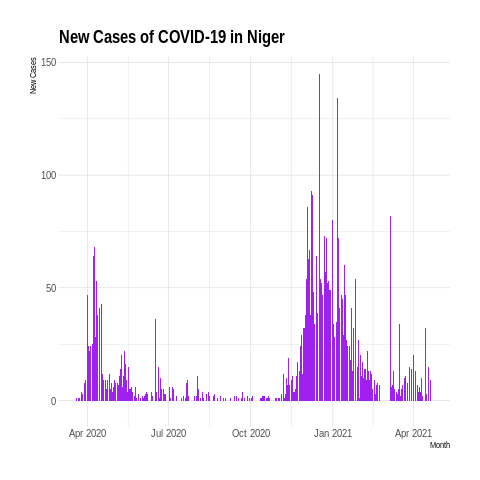 New Cases of COVID-19 in Niger
New Cases
150
100
50
0
Apr 2020 Jul 2020 Oct 2020 Jan 2021 Apr 2021
Month